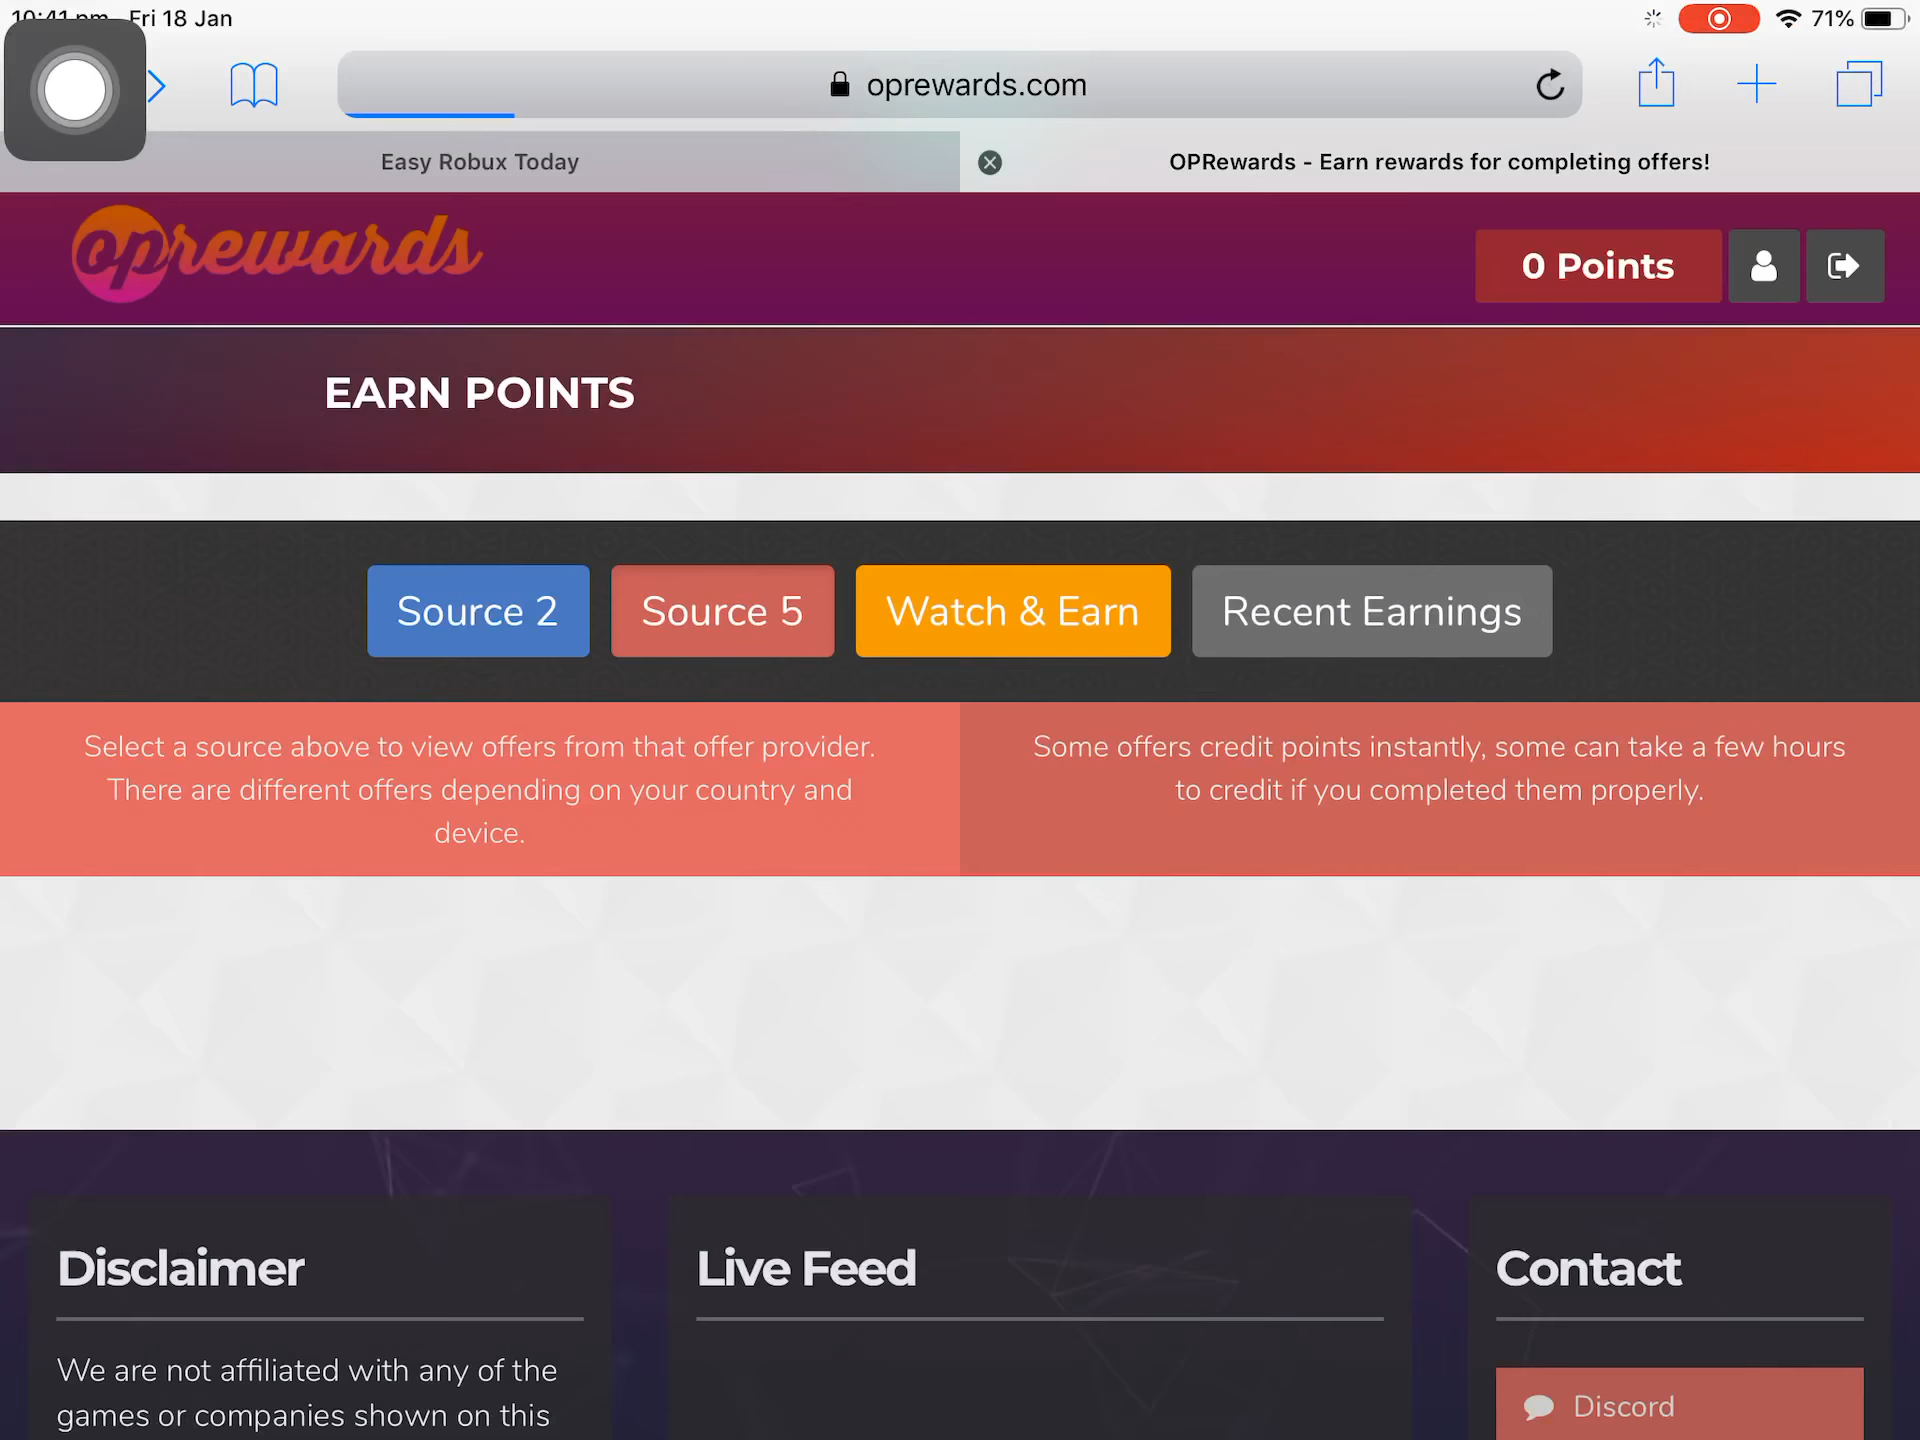 Fri 18 Jan
71%
oprewards.com
Easy Robux Today
OPRewards - Earn rewards for completing offers!
oprewards
0 Points
EARN POINTS
Source 2
Source 5
Watch & Earn
Recent Earnings
Select a source above to view offers from that offer provider.
There are different offers depending on your country and
device.
Some offers credit points instantly, some can take a few hours
to credit if you completed them properly.
Disclaimer
We are not affiliated with any of the
games or companies shown on this
Live Feed
Contact
Discord